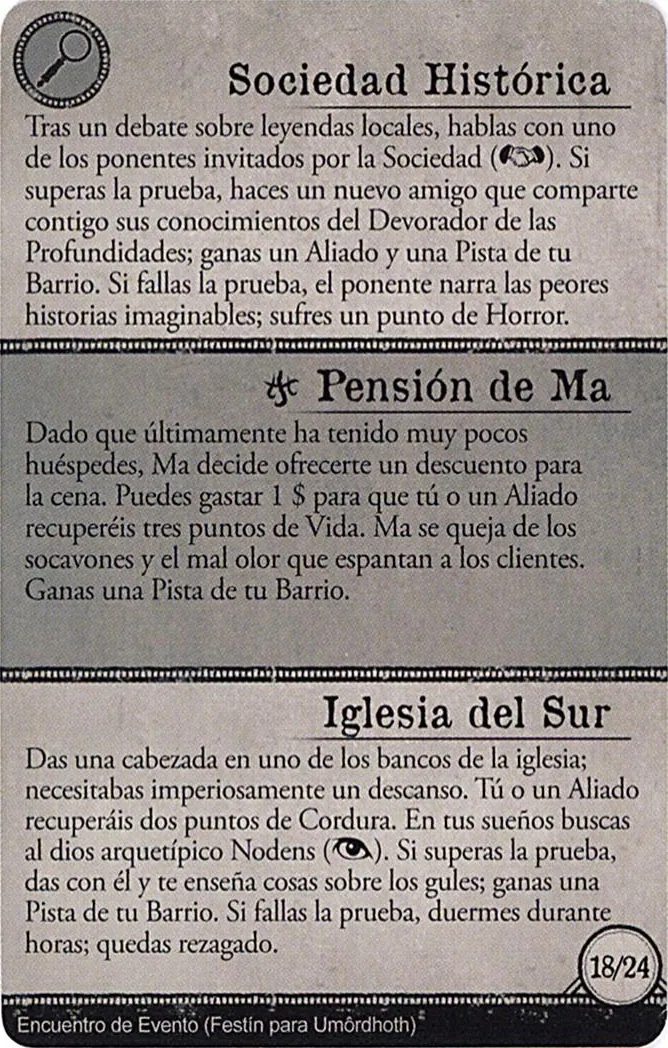 Sociedad Histórica
Tras un debate sobre leyendas locales, hablas con uno
de los ponentes invitados por la Sociedad (). Si
superas la prueba, haces un nuevo amigo que comparte
contigo sus conocimientos del Devorador de las
Profundidades; ganas un Aliado y una Pista de tu
Barrio. Si fallas la prueba, el ponente narra las peores
historias imaginables; sufres un punto de Horror.
Pensión de Ma
Dado que últimamente ha tenido muy pocos
huéspedes, Ma decide ofrecerte un descuento para
la cena. Puedes gastar 1 $ para que tú o un Aliado
recuperéis tres puntos de Vida. Ma se queja de los
socavones y el mal olor que espantan a los clientes.
Ganas una Pista de tu Barrio.
Iglesia del Sur
Das una cabezada en uno de los bancos de la iglesia;
necesitabas imperiosamente un descanso. Tú o un Aliado
recuperáis dos puntos de Cordura. En tus sueños buscas
al dios arquetípico Nodens (). Si superas la prueba,
das con él y te enseña cosas sobre los gules; ganas una
Pista de tu Barrio. Si fallas la prueba, duermes durante
horas; quedas rezagado.
18/24
Encuentro de Evento (Festín para Umôrdhoth)